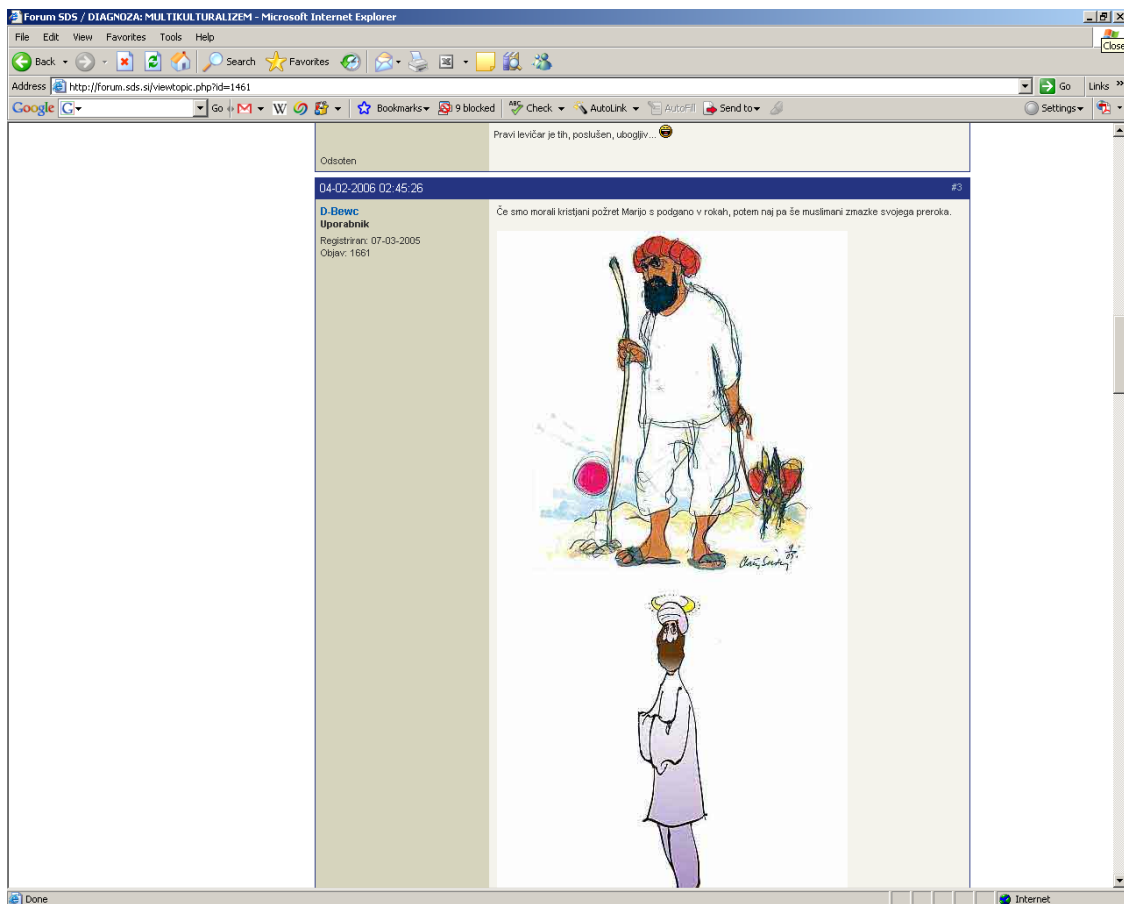 Forum SDS / DIAGNOZA: MULTIKULTURALIZEM - Microsoft Internet Explorer
File Edit View Favorites Tools Help
Close
Back Search Favorites
Address http://forum.sds.si/viewtopic.php?id=1461 Go Links »
Google G Go M W Bookmarks 9 blocked ABC Check AutoLink AutoFill Send to Settings
Pravi levičar je tih, poslušen, ubogljiv...
Odsoten
04-02-2006 02:45:26 #3
D-Bewc
Uporabnik
Registriran: 07-03-2005
Objav: 1661
Če smo morali kristjani požret Marijo s podgano v rokah, potem naj pa še muslimani zmazke svojega preroka.
Done Internet